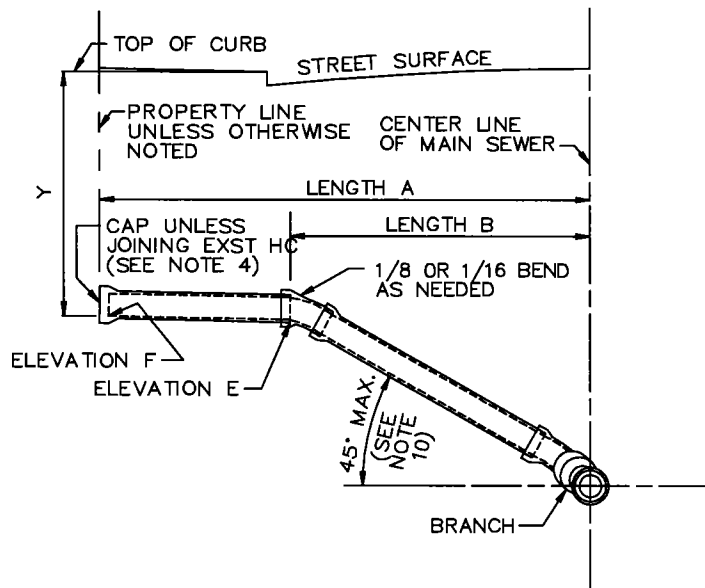 TOP OF CURB
STREET SURFACE
PROPERTY LINE
UNLESS OTHERWISE
NOTED
CENTER LINE
OF MAIN SEWER
Y
LENGTH A
LENGTH B
CAP UNLESS
JOINING EXST HC
(SEE NOTE 4)
1/8 OR 1/16 BEND
AS NEEDED
ELEVATION F
ELEVATION E
45° MAX.
(SEE
NOTE
10)
BRANCH